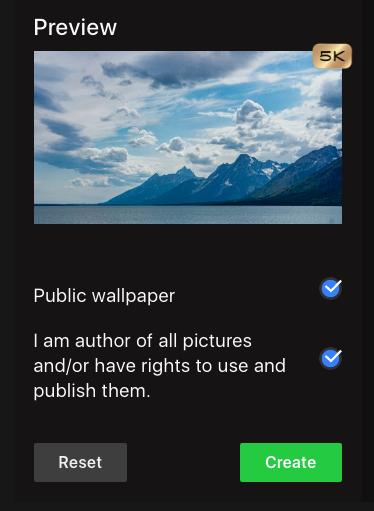 Preview
5K
Public wallpaper
I am author of all pictures
and/or have rights to use and
publish them.
Reset
Create